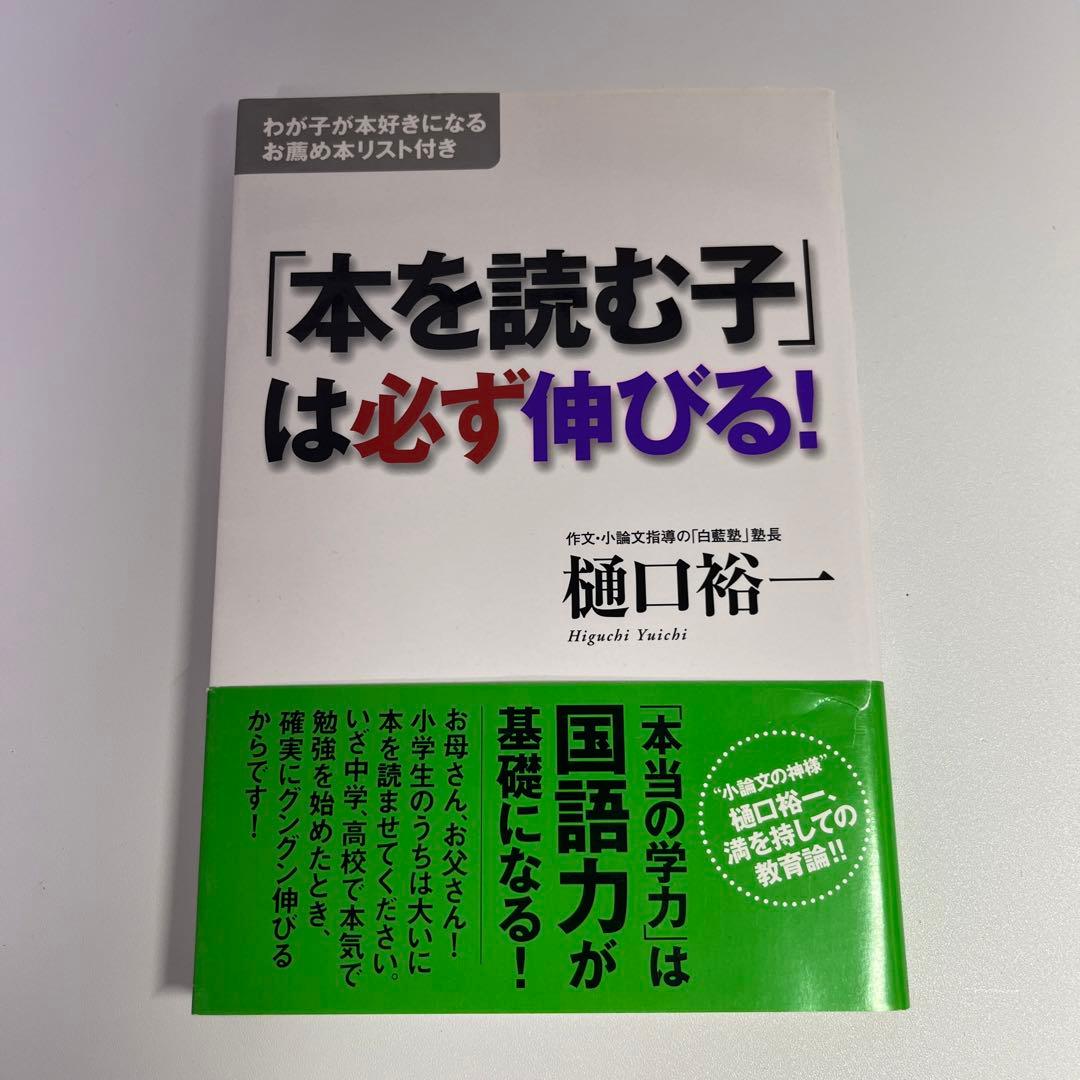 わが子が本好きになる
お薦め本リスト付き
「本を読む子」
は必ず伸びる!
作文・小論文指導の「白藍塾」塾長
樋口裕一
Higuchi Yuichi
“小論文の神様”
樋口裕一、
満を持しての
教育論!!
「本当の学力」は
国語力が
基礎になる!
お母さん、お父さん!
小学生のうちは大いに
本を読ませてください。
いざ中学、高校で本気で
勉強を始めたとき、
確実にグングン伸びる
からです!